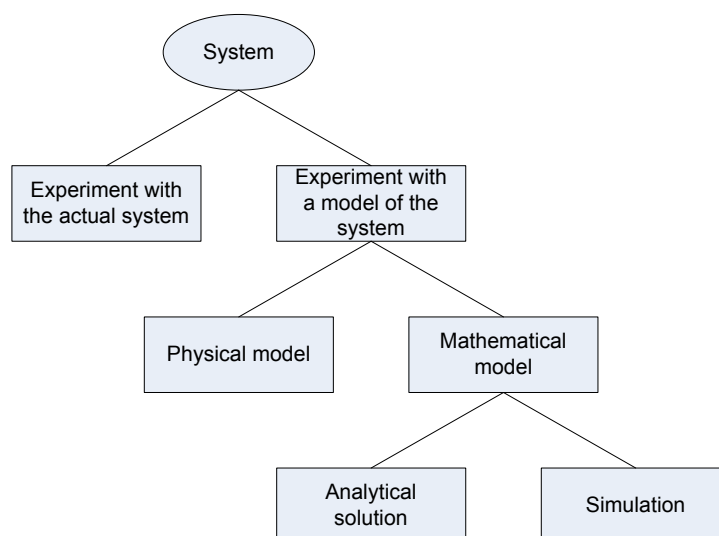 System
Experiment with
the actual system
Experiment with
a model of the
system
Physical model
Mathematical
model
Analytical
solution
Simulation